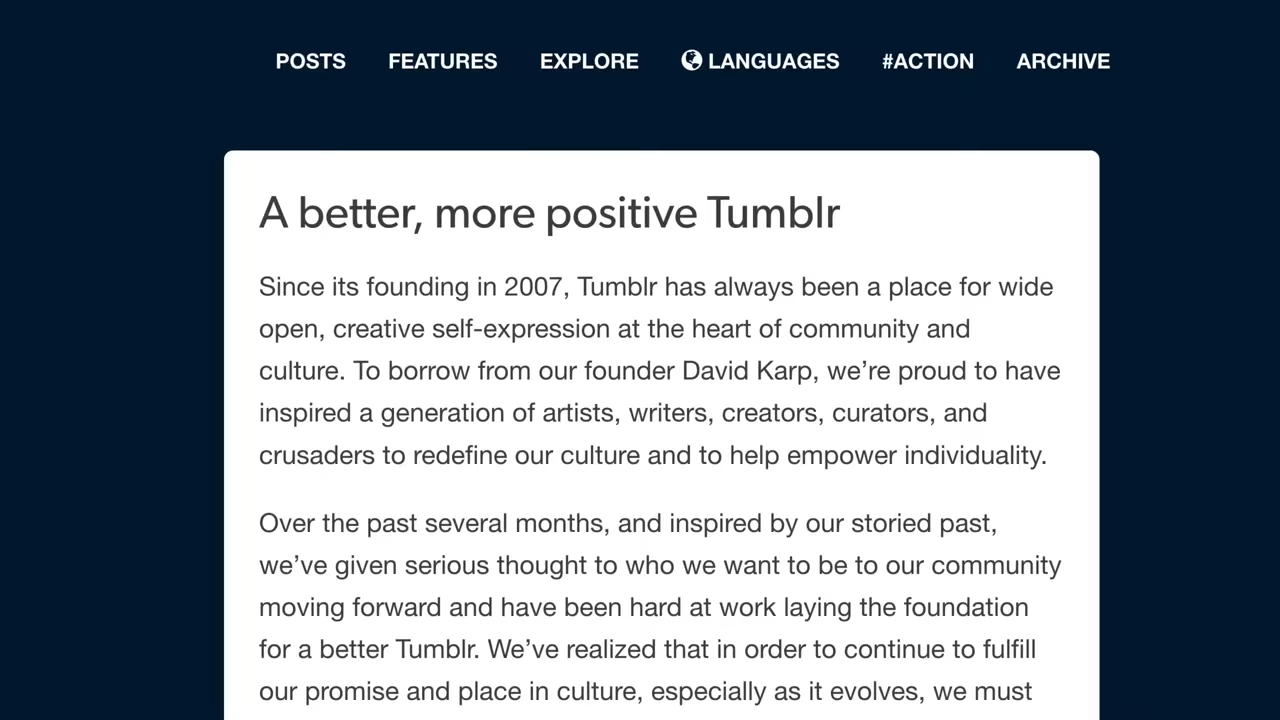 POSTS FEATURES EXPLORE LANGUAGES #ACTION ARCHIVE
A better, more positive Tumblr
Since its founding in 2007, Tumblr has always been a place for wide
open, creative self-expression at the heart of community and
culture. To borrow from our founder David Karp, we’re proud to have
inspired a generation of artists, writers, creators, curators, and
crusaders to redefine our culture and to help empower individuality.
Over the past several months, and inspired by our storied past,
we’ve given serious thought to who we want to be to our community
moving forward and have been hard at work laying the foundation
for a better Tumblr. We’ve realized that in order to continue to fulfill
our promise and place in culture, especially as it evolves, we must